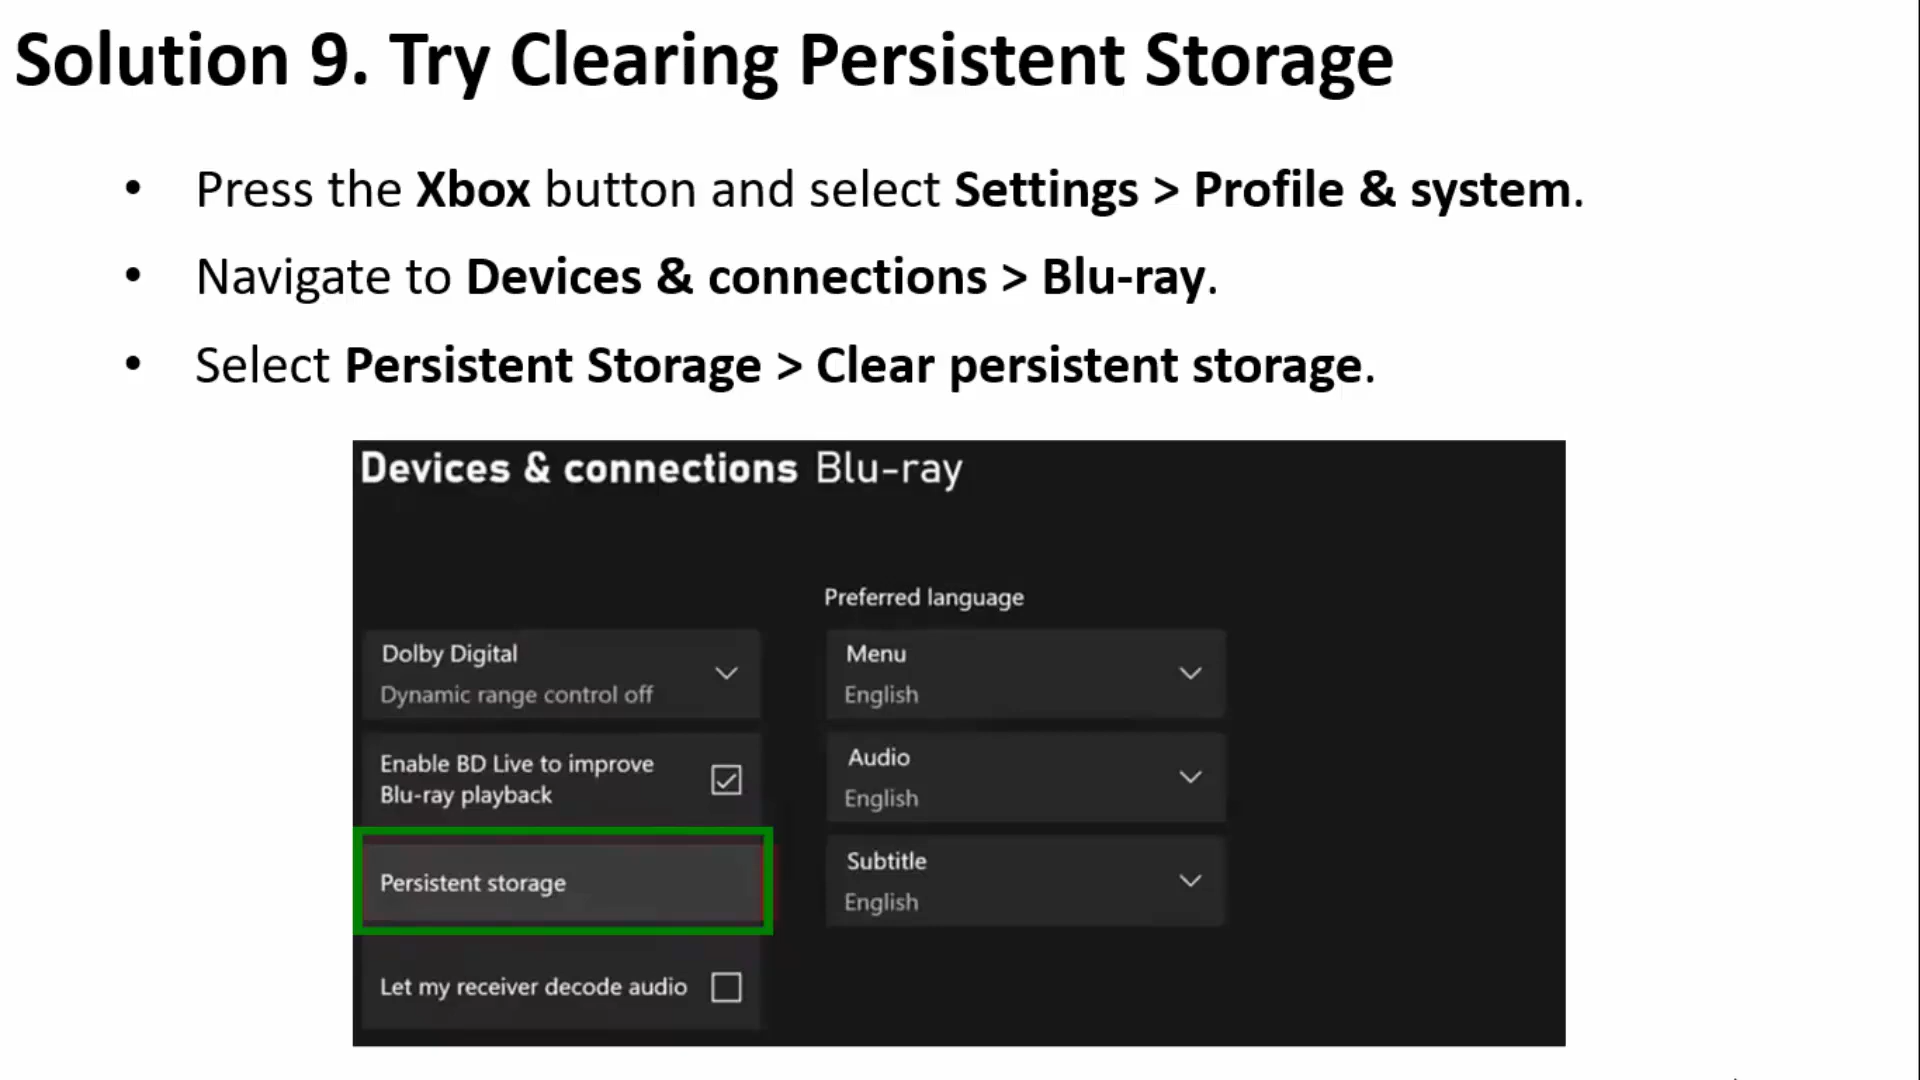 Solution 9. Try Clearing Persistent Storage
• Press the Xbox button and select Settings > Profile & system.
• Navigate to Devices & connections > Blu-ray.
• Select Persistent Storage > Clear persistent storage.
Devices & connections Blu-ray
Dolby Digital
Dynamic range control off
Enable BD Live to improve
Blu-ray playback
Persistent storage
Let my receiver decode audio
Preferred language
Menu
English
Audio
English
Subtitle
English